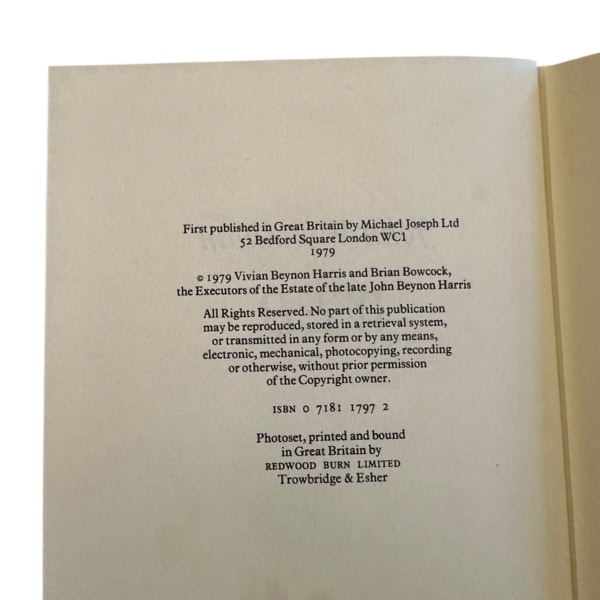 First published in Great Britain by Michael Joseph Ltd
52 Bedford Square London WC1
1979
© 1979 Vivian Beynon Harris and Brian Bowcock,
the Executors of the Estate of the late John Beynon Harris
All Rights Reserved. No part of this publication
may be reproduced, stored in a retrieval system,
or transmitted in any form or by any means,
electronic, mechanical, photocopying, recording
or otherwise, without prior permission
of the Copyright owner.
ISBN 0 7181 1797 2
Photoset, printed and bound
in Great Britain by
REDWOOD BURN LIMITED
Trowbridge & Esher